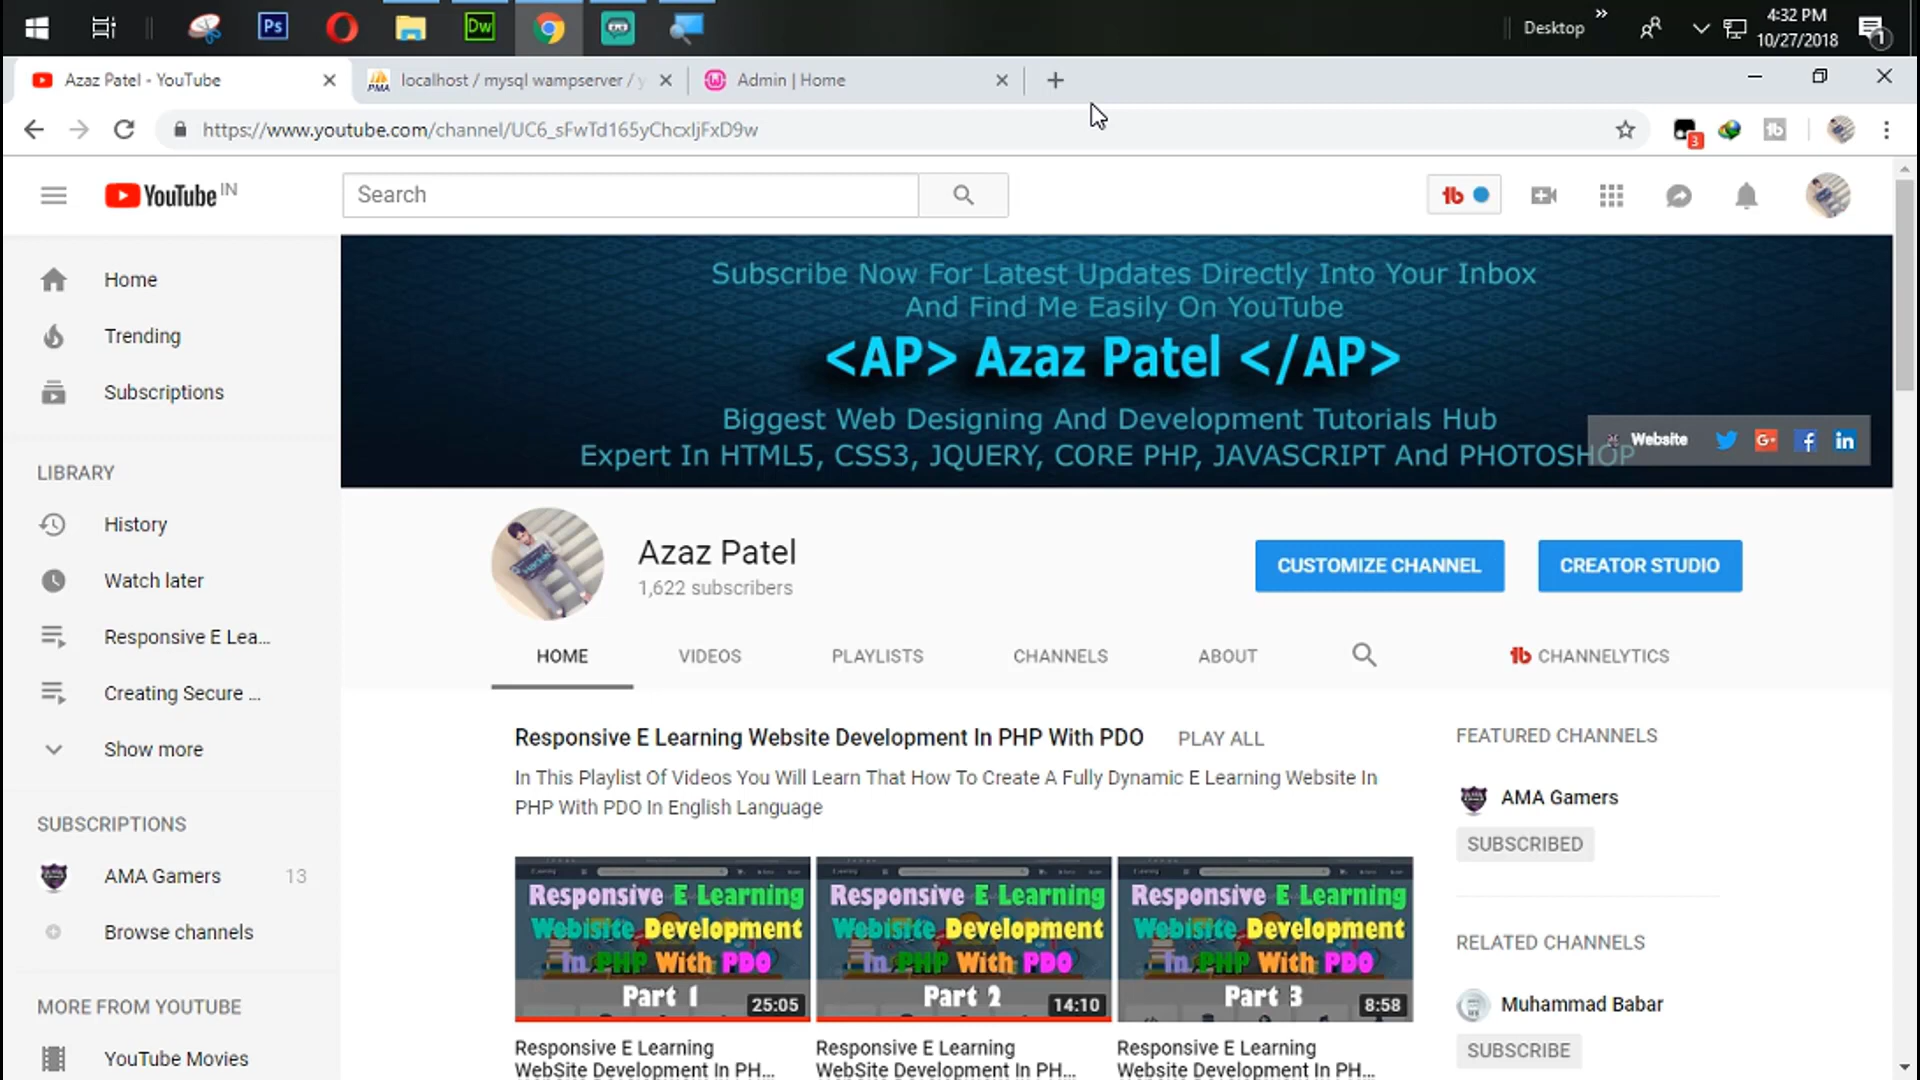 Ps
Dw
Desktop
»
4:32 PM
10/27/2018
1
Azaz Patel - YouTube
PMA
localhost / mysql wampserver / y
Admin | Home
https://www.youtube.com/channel/UC6_sFwTd165yChcxIjFxD9w
3
YouTube IN
Search
Home
Trending
Subscriptions
LIBRARY
History
Watch later
Responsive E Lea...
Creating Secure ...
Show more
SUBSCRIPTIONS
AMA Gamers 13
Browse channels
MORE FROM YOUTUBE
YouTube Movies
Subscribe Now For Latest Updates Directly Into Your Inbox
And Find Me Easily On YouTube
<AP> Azaz Patel </AP>
Biggest Web Designing And Development Tutorials Hub
Expert In HTML5, CSS3, JQUERY, CORE PHP, JAVASCRIPT And PHOTOSHOP
Website
Azaz Patel
1,622 subscribers
CUSTOMIZE CHANNEL
CREATOR STUDIO
HOME VIDEOS PLAYLISTS CHANNELS ABOUT CHANNELYTICS
Responsive E Learning Website Development In PHP With PDO PLAY ALL
In This Playlist Of Videos You Will Learn That How To Create A Fully Dynamic E Learning Website In
PHP With PDO In English Language
Responsive E Learning
Webisite Development
In PHP With PDO
Part 1
25:05
Responsive E Learning
WebSite Development In PH...
Responsive E Learning
Webisite Development
In PHP With PDO
Part 2
14:10
Responsive E Learning
WebSite Development In PH...
Responsive E Learning
Webisite Development
In PHP With PDO
Part 3
8:58
Responsive E Learning
WebSite Development In PH...
FEATURED CHANNELS
AMA Gamers
SUBSCRIBED
RELATED CHANNELS
Muhammad Babar
SUBSCRIBE